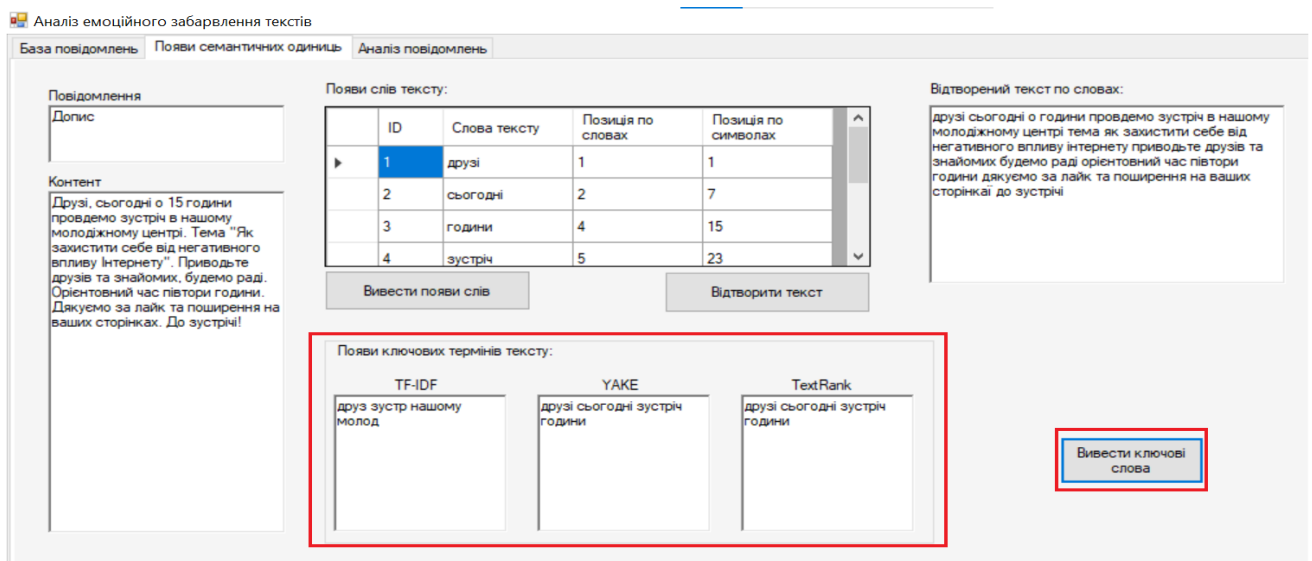 Аналіз емоційного забарвлення текстів
База повідомлень Появи семантичних одиниць Аналіз повідомлень
Повідомлення
Допис
Контент
Друзі, сьогодні о 15 години
провдемо зустріч в нашому
молодіжному центрі. Тема "Як
захистити себе від негативного
впливу Інтернету". Приводьте
друзів та знайомих, будемо раді.
Орієнтовний час півтори години.
Дякуємо за лайк та поширення на
ваших сторінках. До зустрічі!
Появи слів тексту:
ID Слова тексту Позиція по словах Позиція по символах
1 друзі 1 1
2 сьогодні 2 7
3 години 4 15
4 зустріч 5 23
Вивести появи слів Відтворити текст
Відтворений текст по словах:
друзі сьогодні о години провдемо зустріч в нашому
молодіжному центрі тема як захистити себе від
негативного впливу інтернету приводьте друзів та
знайомих будемо раді орієнтовний час півтори
години дякуємо за лайк та поширення на ваших
сторінкаї до зустрічі
Появи ключових термінів тексту:
TF-IDF
друз зустр нашому
молод
YAKE
друзі сьогодні зустріч
години
TextRank
друзі сьогодні зустріч
години
Вивести ключові
слова